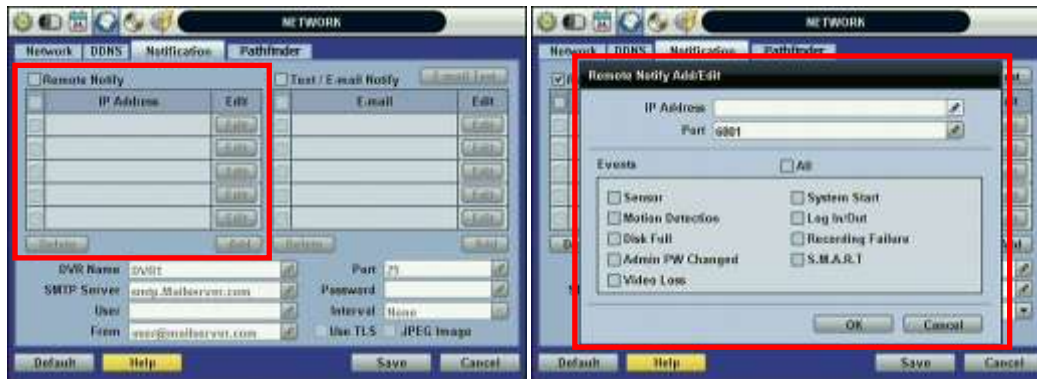 NETWORK
Network DDNS Notification Pathfinder
Remote Notify
Text / E-mail Notify E-mail Test
IP Address Edit
E-mail Edit
Edit Edit
Edit Edit
Edit Edit
Edit Edit
Edit Edit
Delete Add Delete Add
DVR Name DVR1 Port 25
SMTP Server smtp.Mailserver.com Password
User Interval None
From user@mailserver.com Use TLS JPEG Image
Default Help Save Cancel
NETWORK
Network DDNS Notification Pathfinder
Remote Notify Add/Edit
IP Address
Port 6001
Events All
Sensor System Start
Motion Detection Log In/Out
Disk Full Recording Failure
Admin PW Changed S.M.A.R.T
Video Loss
OK Cancel
Default Help Save Cancel